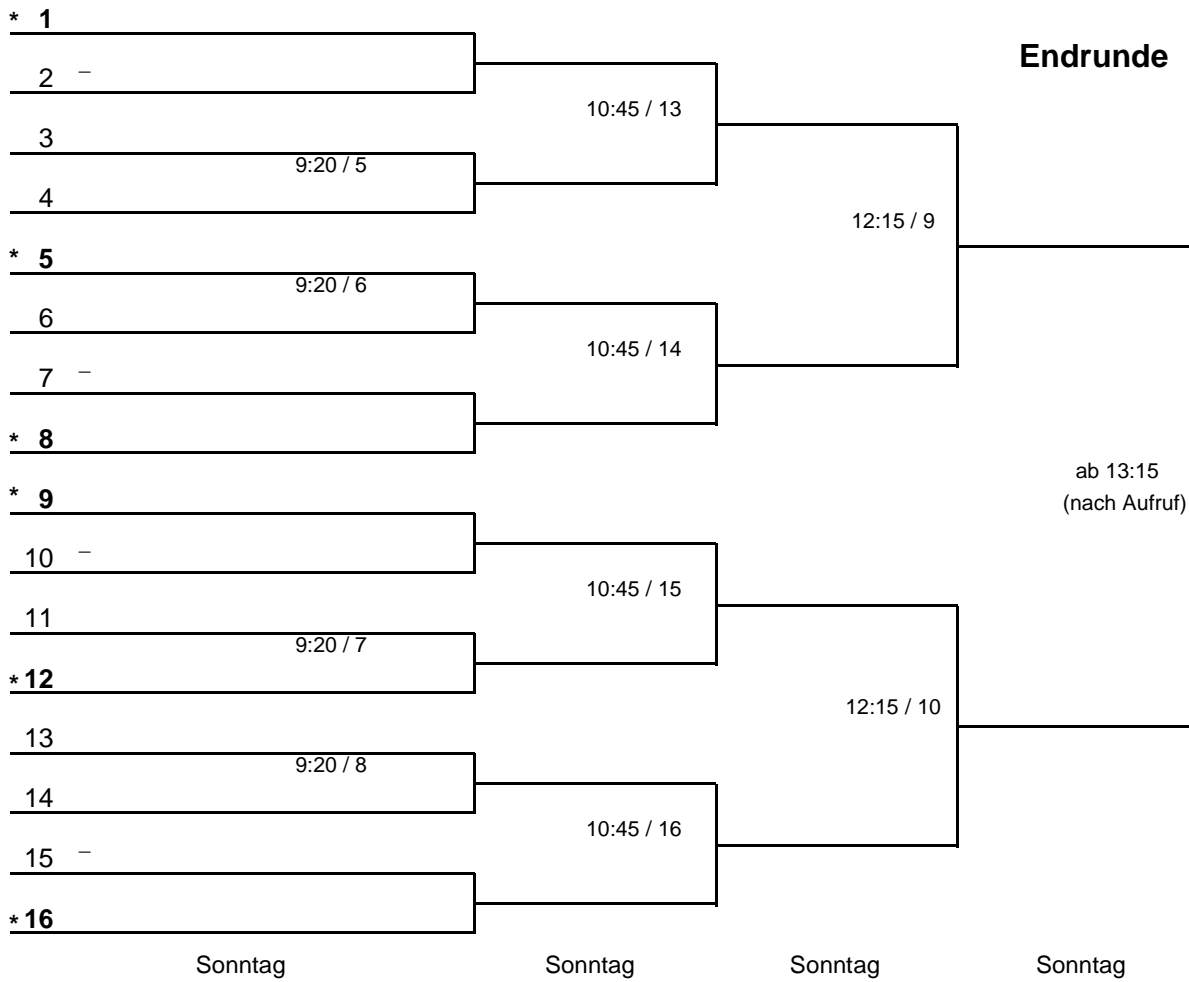 * 1
Endrunde
2 –
10:45 / 13
3
9:20 / 5
4
12:15 / 9
* 5
9:20 / 6
6
10:45 / 14
7 –
* 8
ab 13:15
(nach Aufruf)
* 9
10 –
10:45 / 15
11
9:20 / 7
* 12
12:15 / 10
13
9:20 / 8
14
10:45 / 16
15 –
* 16
Sonntag Sonntag Sonntag Sonntag